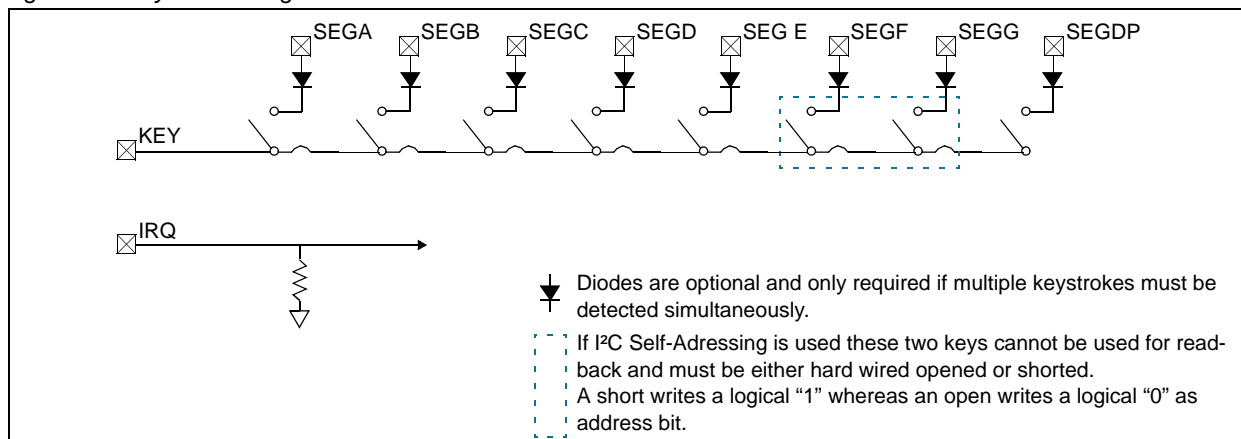 SEGA SEGB SEGC SEGD SEG E SEGF SEGG SEGDP
KEY
IRQ
Diodes are optional and only required if multiple keystrokes must be
detected simultaneously.
If I²C Self-Adressing is used these two keys cannot be used for read-
back and must be either hard wired opened or shorted.
A short writes a logical “1” whereas an open writes a logical “0” as
address bit.